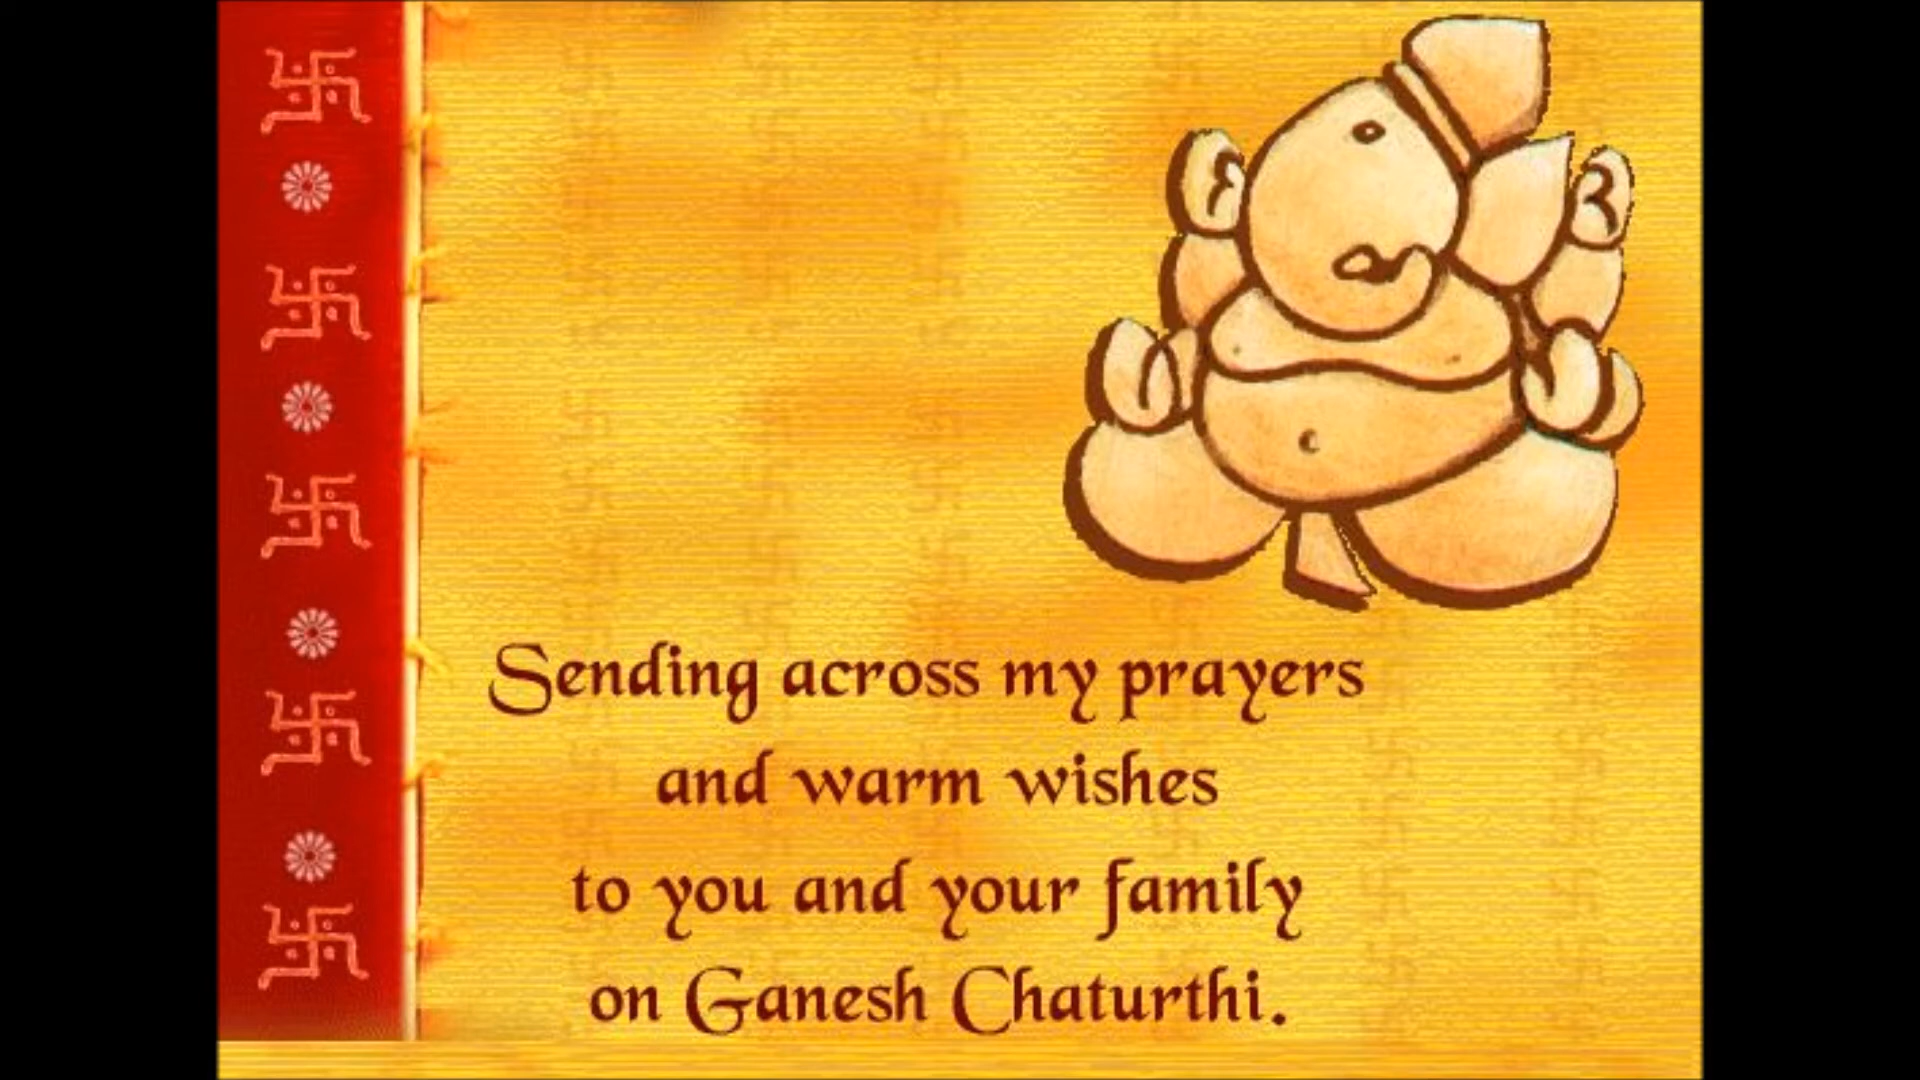 Sending across my prayers
and warm wishes
to you and your family
on Ganesh Chaturthi.